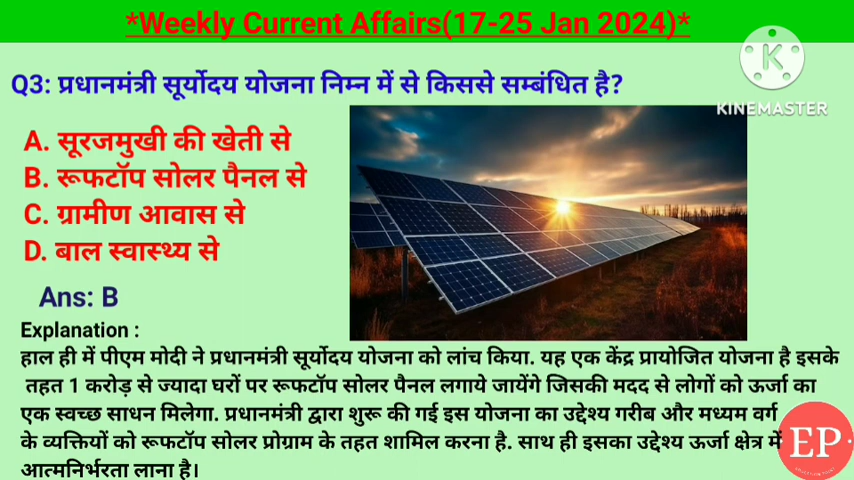 *Weekly Current Affairs(17-25 Jan 2024)*
K
KINEMASTER
Q3: प्रधानमंत्री सूर्योदय योजना निम्न में से किससे सम्बंधित है?
A. सूरजमुखी की खेती से
B. रूफटॉप सोलर पैनल से
C. ग्रामीण आवास से
D. बाल स्वास्थ्य से
Ans: B
Explanation :
हाल ही में पीएम मोदी ने प्रधानमंत्री सूर्योदय योजना को लांच किया. यह एक केंद्र प्रायोजित योजना है इसके
तहत 1 करोड़ से ज्यादा घरों पर रूफटॉप सोलर पैनल लगाये जायेंगे जिसकी मदद से लोगों को ऊर्जा का
एक स्वच्छ साधन मिलेगा. प्रधानमंत्री द्वारा शुरू की गई इस योजना का उद्देश्य गरीब और मध्यम वर्ग
के व्यक्तियों को रूफटॉप सोलर प्रोग्राम के तहत शामिल करना है. साथ ही इसका उद्देश्य ऊर्जा क्षेत्र में
आत्मनिर्भरता लाना है।
EP